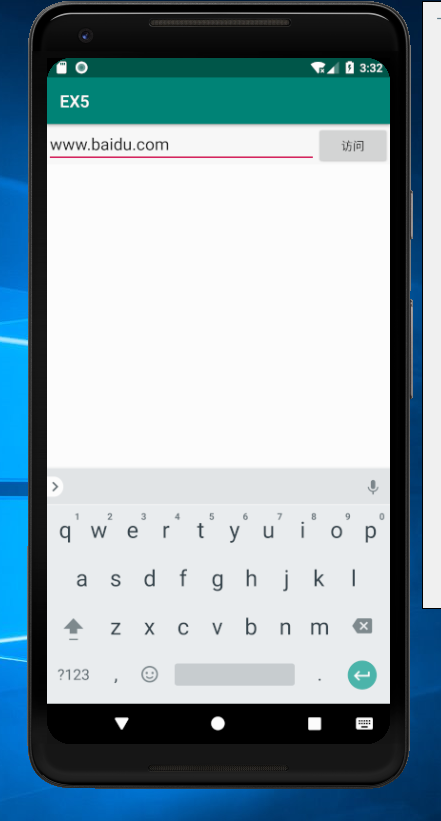 3:32
EX5
www.baidu.com 访问
1 2 3 4 5 6 7 8 9 0
q w e r t y u i o p
a s d f g h j k l
z x c v b n m
?123 , .